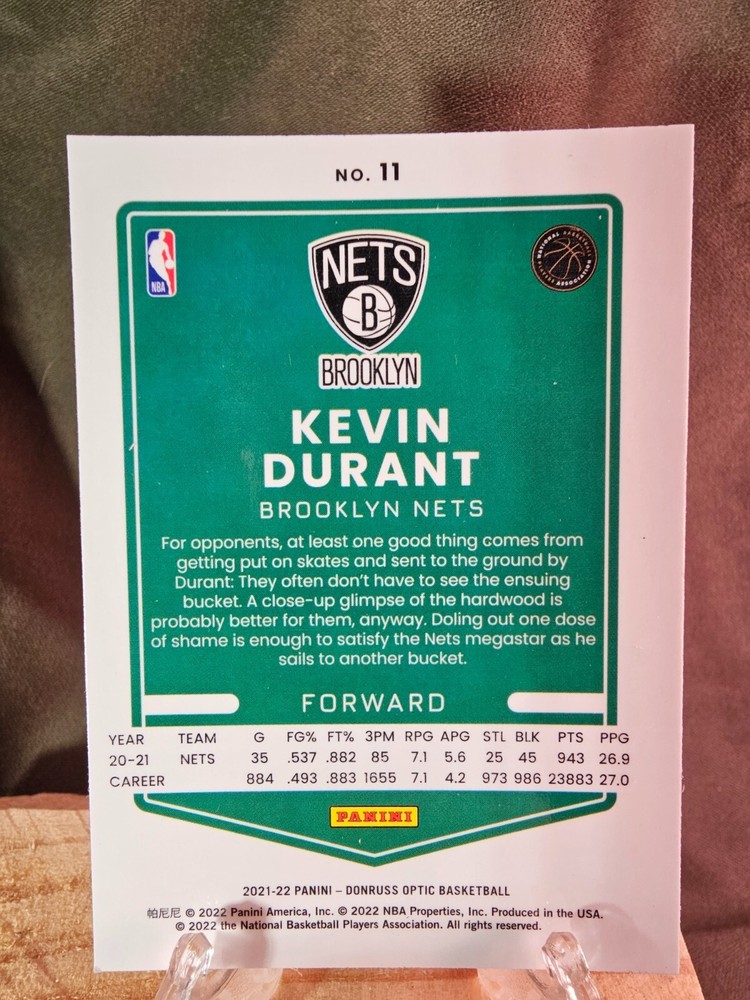 NO. 11
NBA
NETS
B
BROOKLYN
NATIONAL BASKETBALL
PLAYERS ASSOCIATION
KEVIN
DURANT
BROOKLYN NETS
For opponents, at least one good thing comes from
getting put on skates and sent to the ground by
Durant: They often don't have to see the ensuing
bucket. A close-up glimpse of the hardwood is
probably better for them, anyway. Doling out one dose
of shame is enough to satisfy the Nets megastar as he
sails to another bucket.
FORWARD
YEAR TEAM G FG% FT% 3PM RPG APG STL BLK PTS PPG
20-21 NETS 35 .537 .882 85 7.1 5.6 25 45 943 26.9
CAREER 884 .493 .883 1655 7.1 4.2 973 986 23883 27.0
PANINI
2021-22 PANINI – DONRUSS OPTIC BASKETBALL
帕尼尼 © 2022 Panini America, Inc. © 2022 NBA Properties, Inc. Produced in the USA.
© 2022 the National Basketball Players Association. All rights reserved.